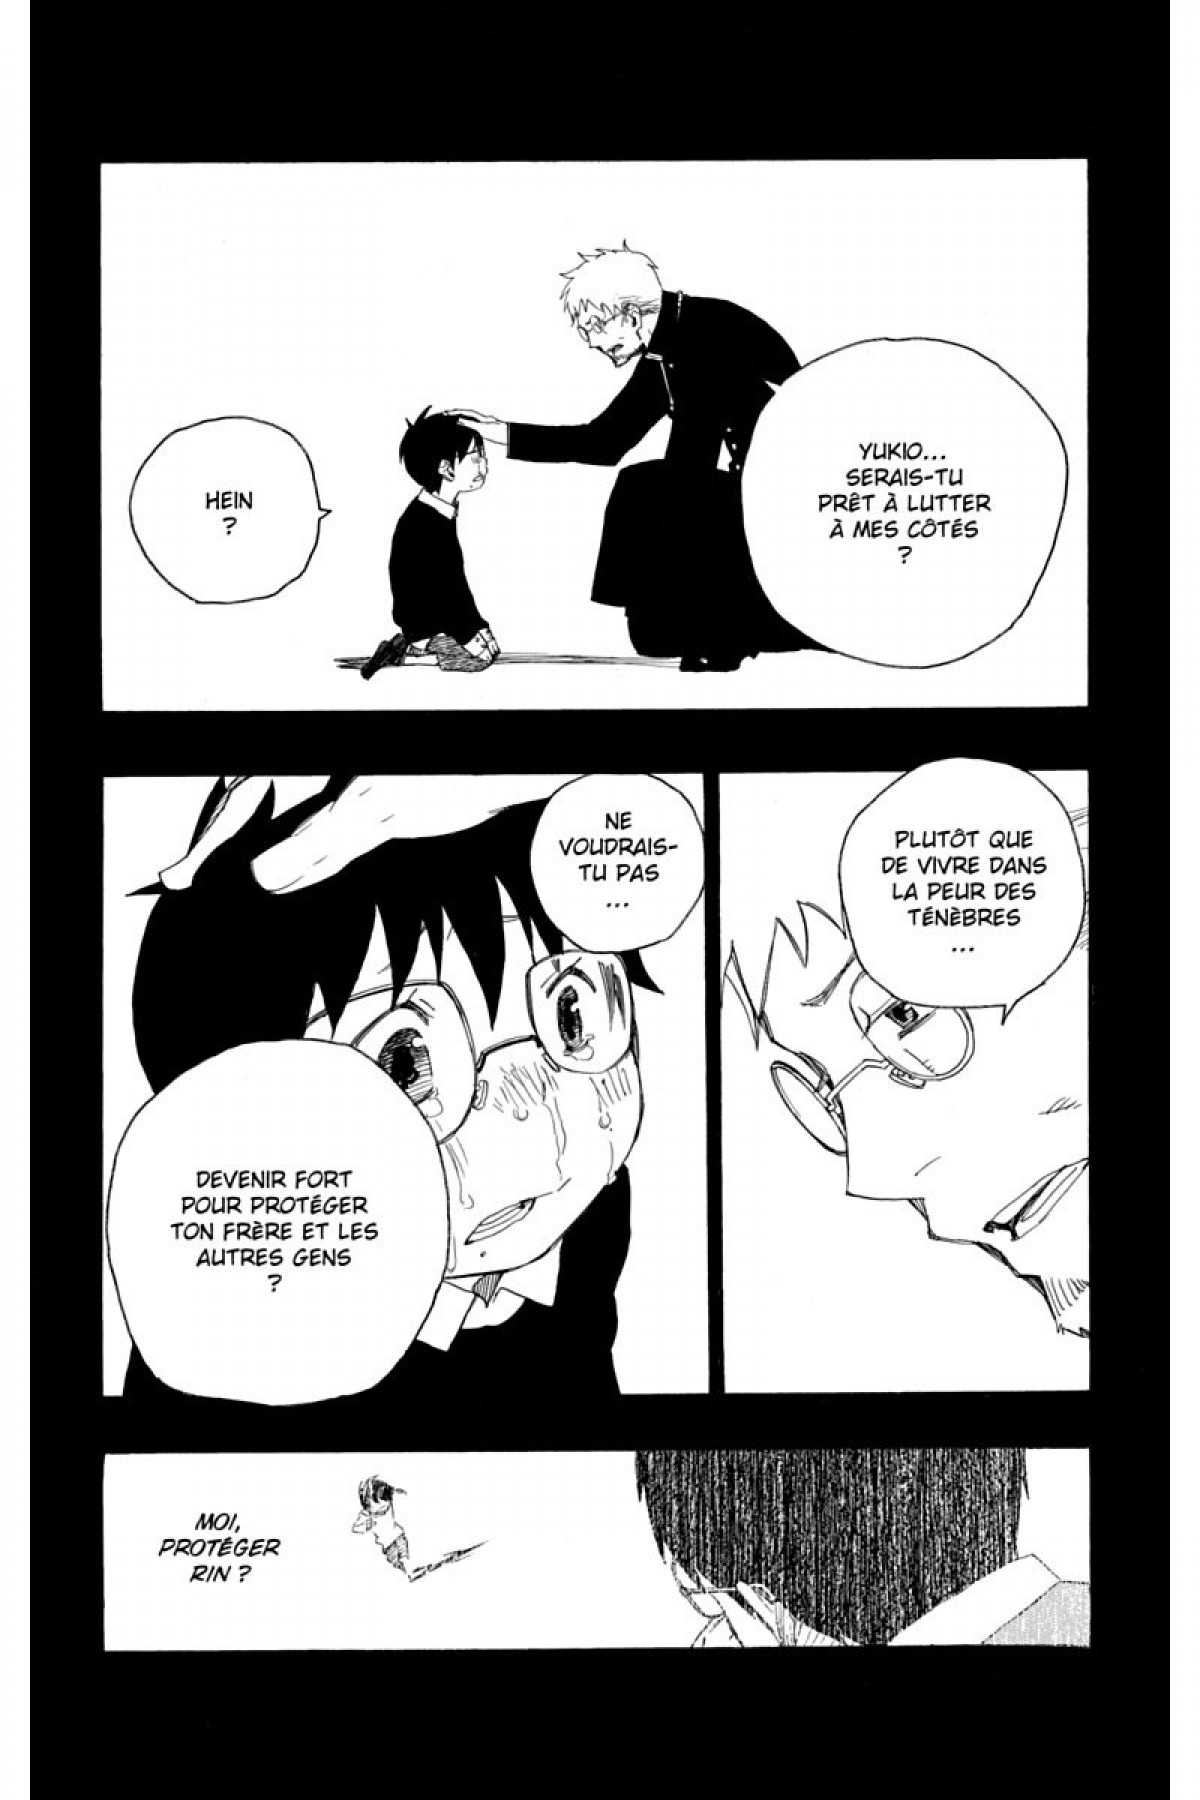 YUKIO...
SERAIS-TU
PRÊT À LUTTER
À MES CÔTÉS
?
HEIN
?
PLUTÔT QUE
DE VIVRE DANS
LA PEUR DES
TÉNÈBRES
...
NE
VOUDRAIS-
TU PAS
...
DEVENIR FORT
POUR PROTÉGER
TON FRÈRE ET LES
AUTRES GENS
?
MOI,
PROTÉGER
RIN ?